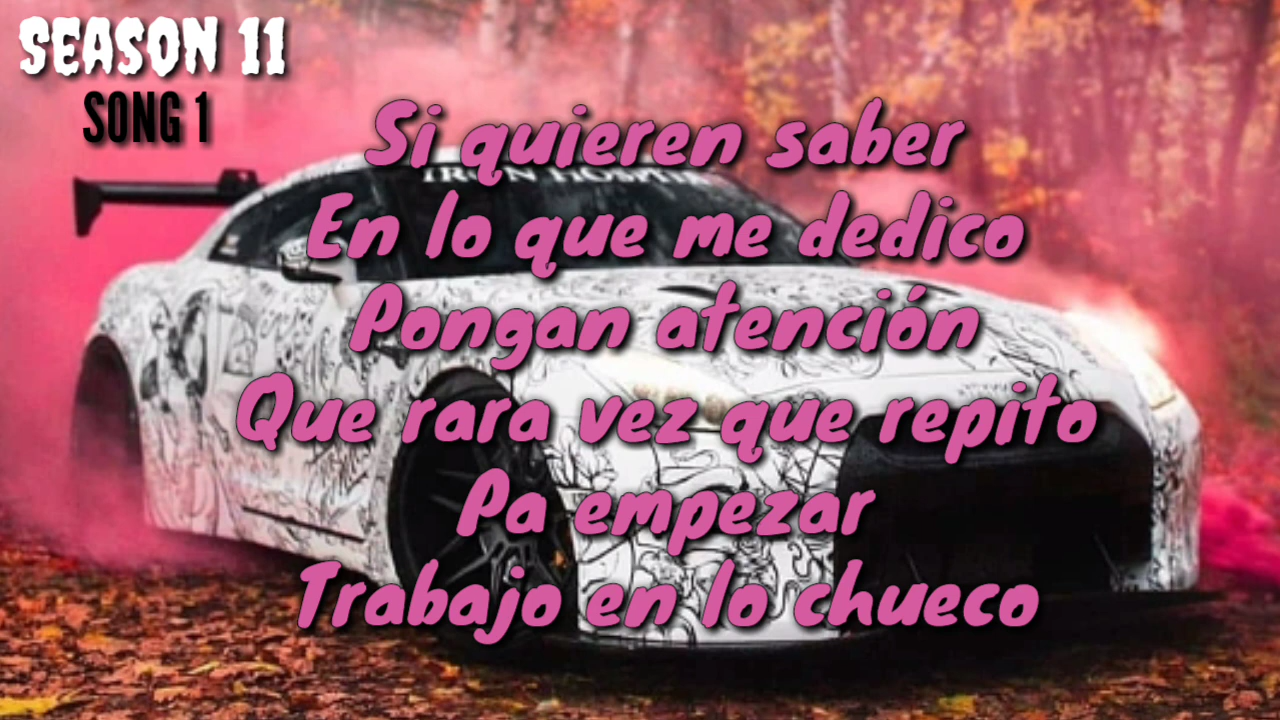 SEASON 11
SONG 1
Si quieren saber
En lo que me dedico
Pongan atención
Que rara vez que repito
Pa empezar
Trabajo en lo chueco